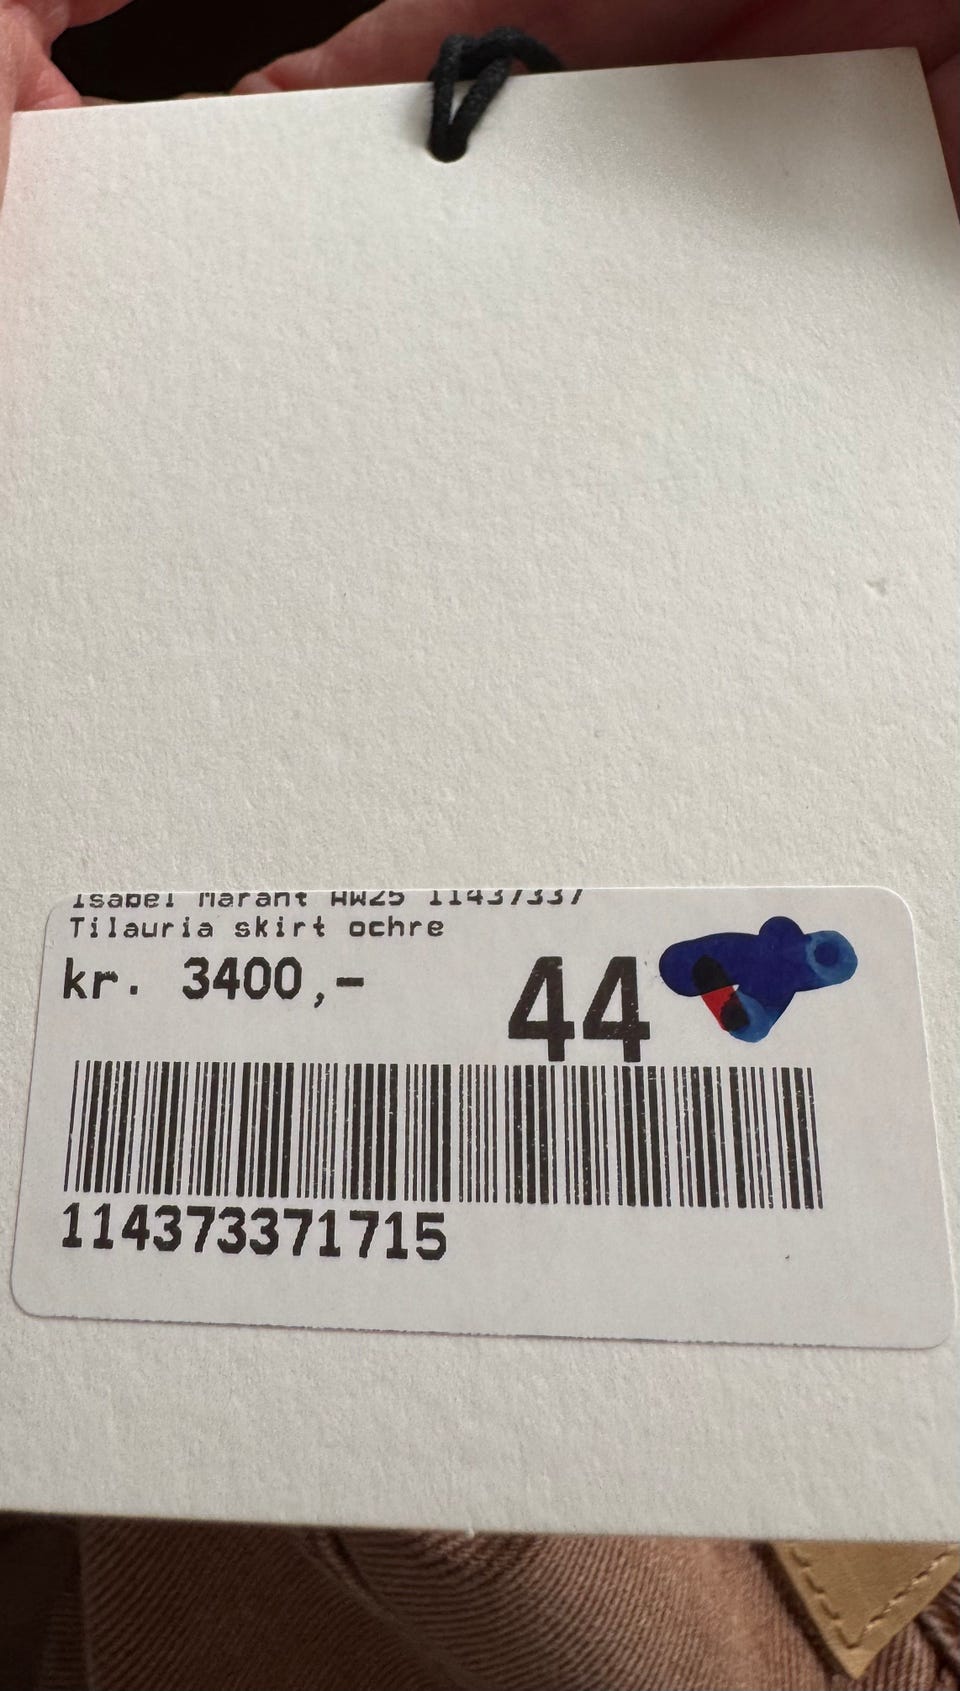 Isabel Marant AW25 11437337
Tilauria skirt ochre
kr. 3400,-
44
114373371715